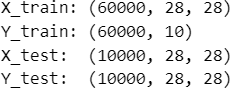 X_train: (60000, 28, 28)
Y_train: (60000, 10)
X_test:  (10000, 28, 28)
Y_test:  (10000, 28, 28)